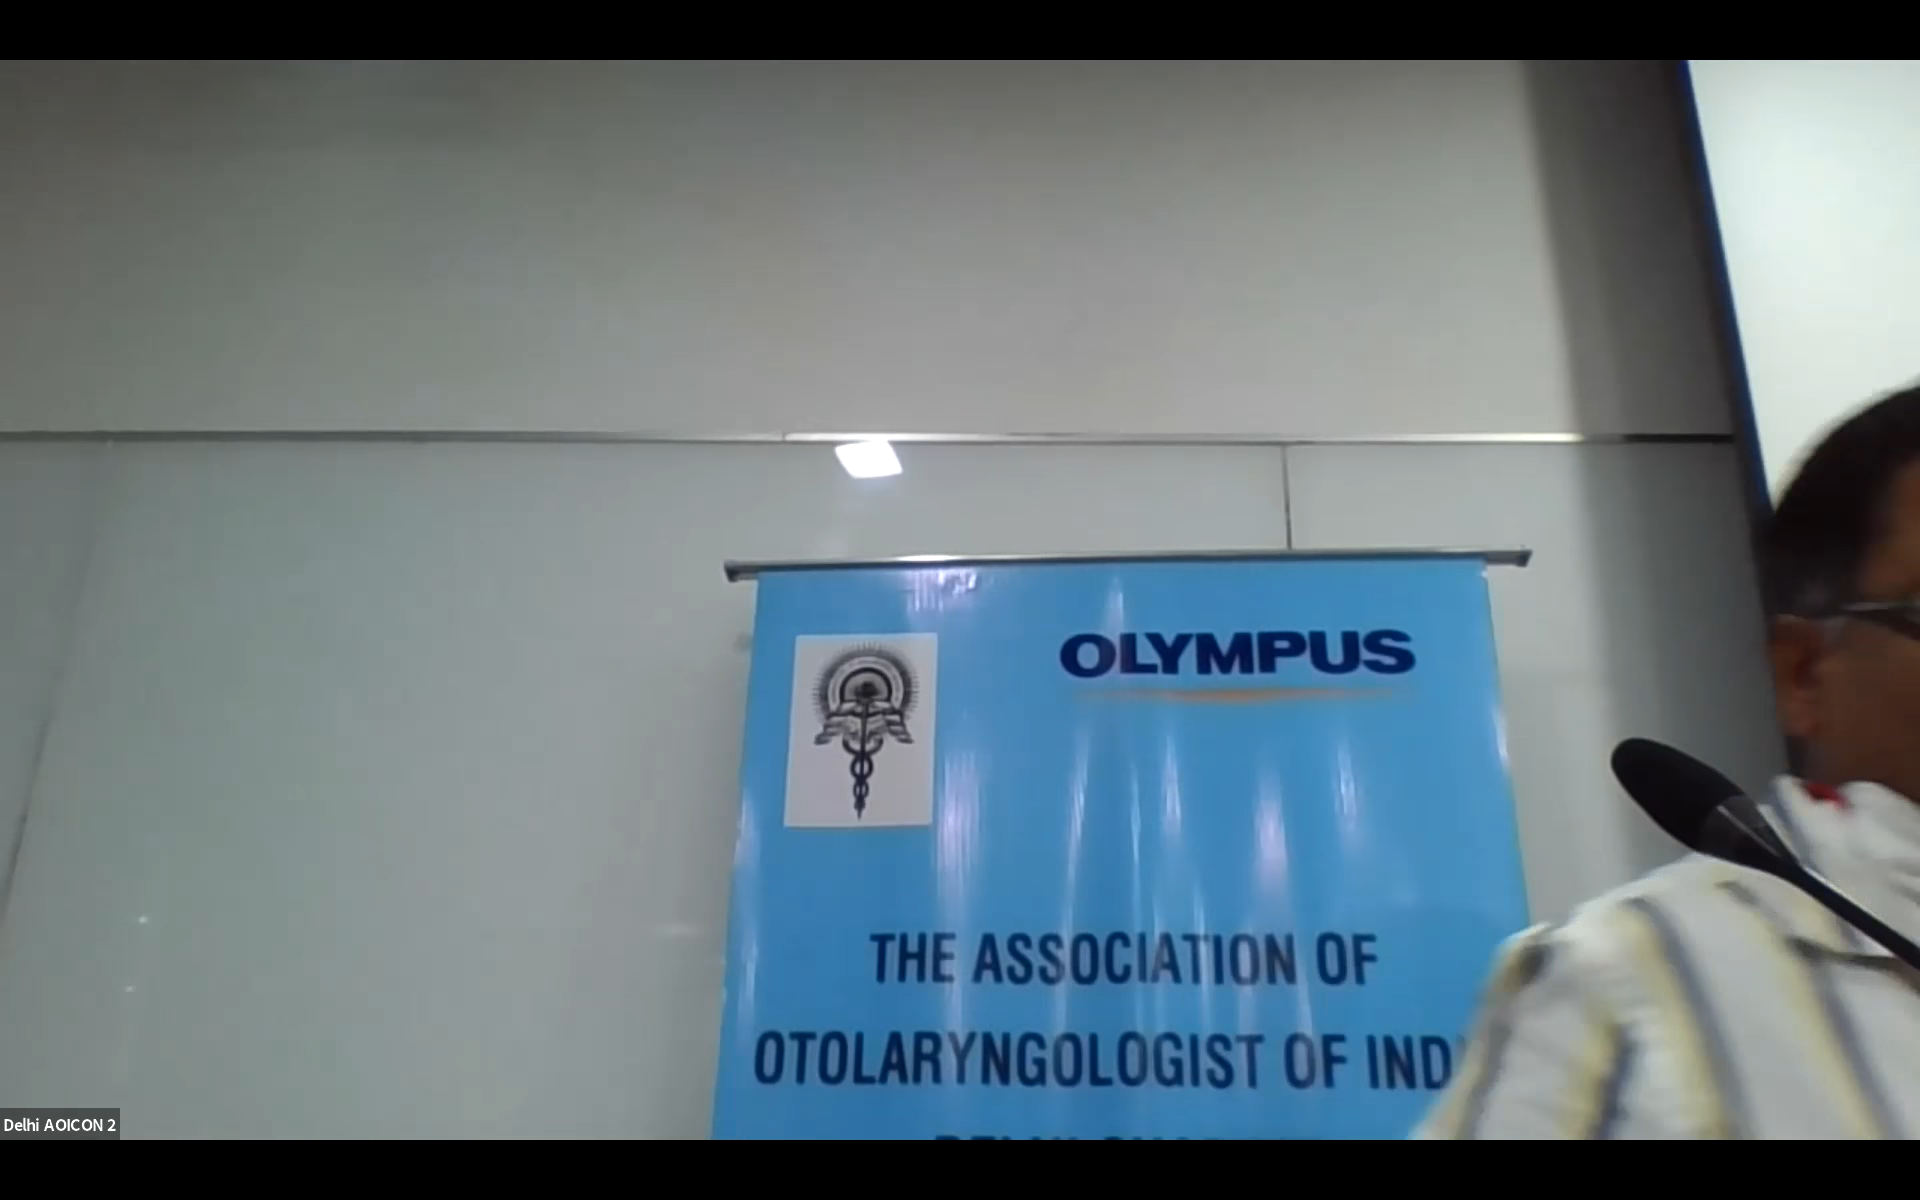 OLYMPUS
THE ASSOCIATION OF
OTOLARYNGOLOGIST OF IND
Delhi AOICON 2